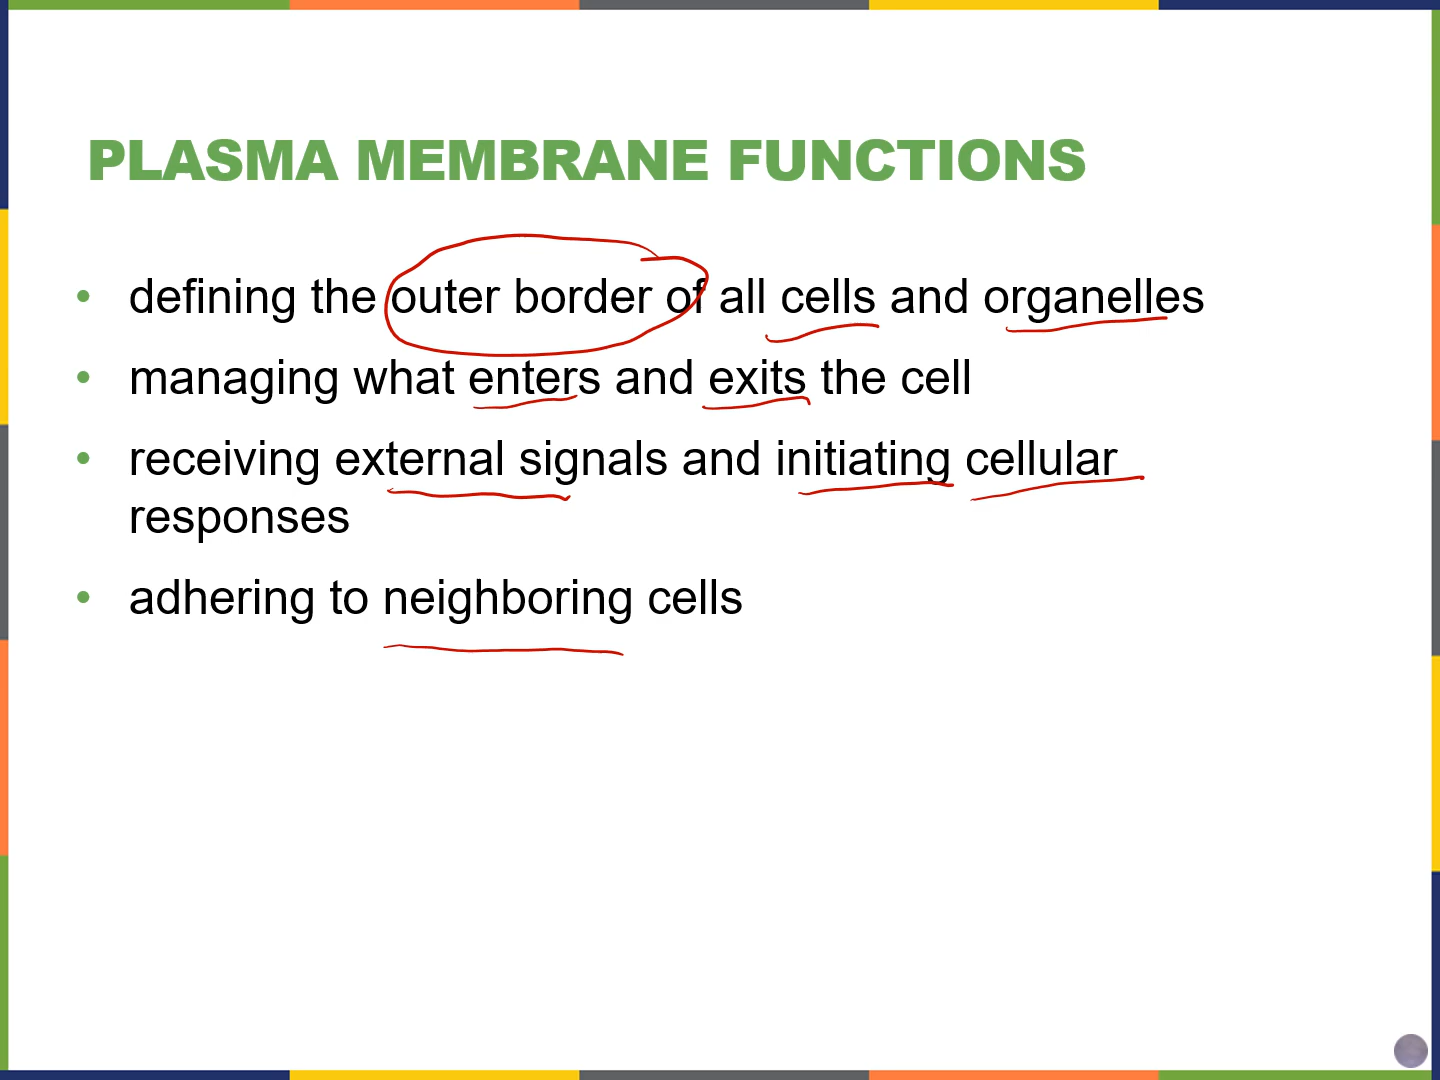 PLASMA MEMBRANE FUNCTIONS
• defining the outer border of all cells and organelles
• managing what enters and exits the cell
• receiving external signals and initiating cellular
responses
• adhering to neighboring cells